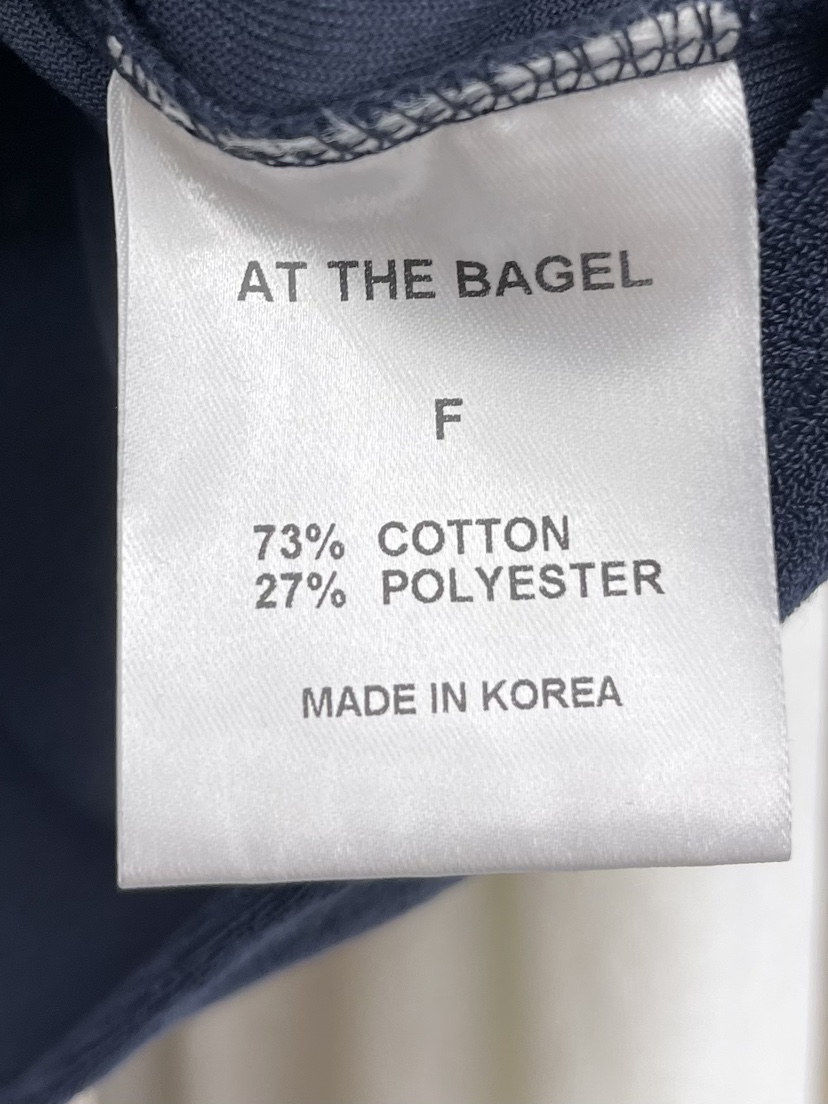 AT THE BAGEL
F
73% COTTON
27% POLYESTER
MADE IN KOREA